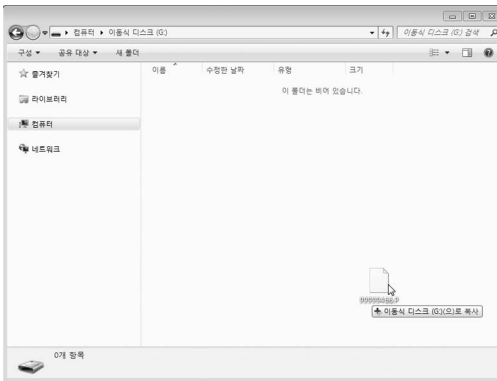 컴퓨터 ▸ 이동식 디스크 (G:)
이동식 디스크 (G:) 검색
구성 공유 대상 새 폴더
즐겨찾기
라이브러리
컴퓨터
네트워크
이름 수정한 날짜 유형 크기
이 폴더는 비어 있습니다.
이동식 디스크 (G:)(으)로 복사
0개 항목